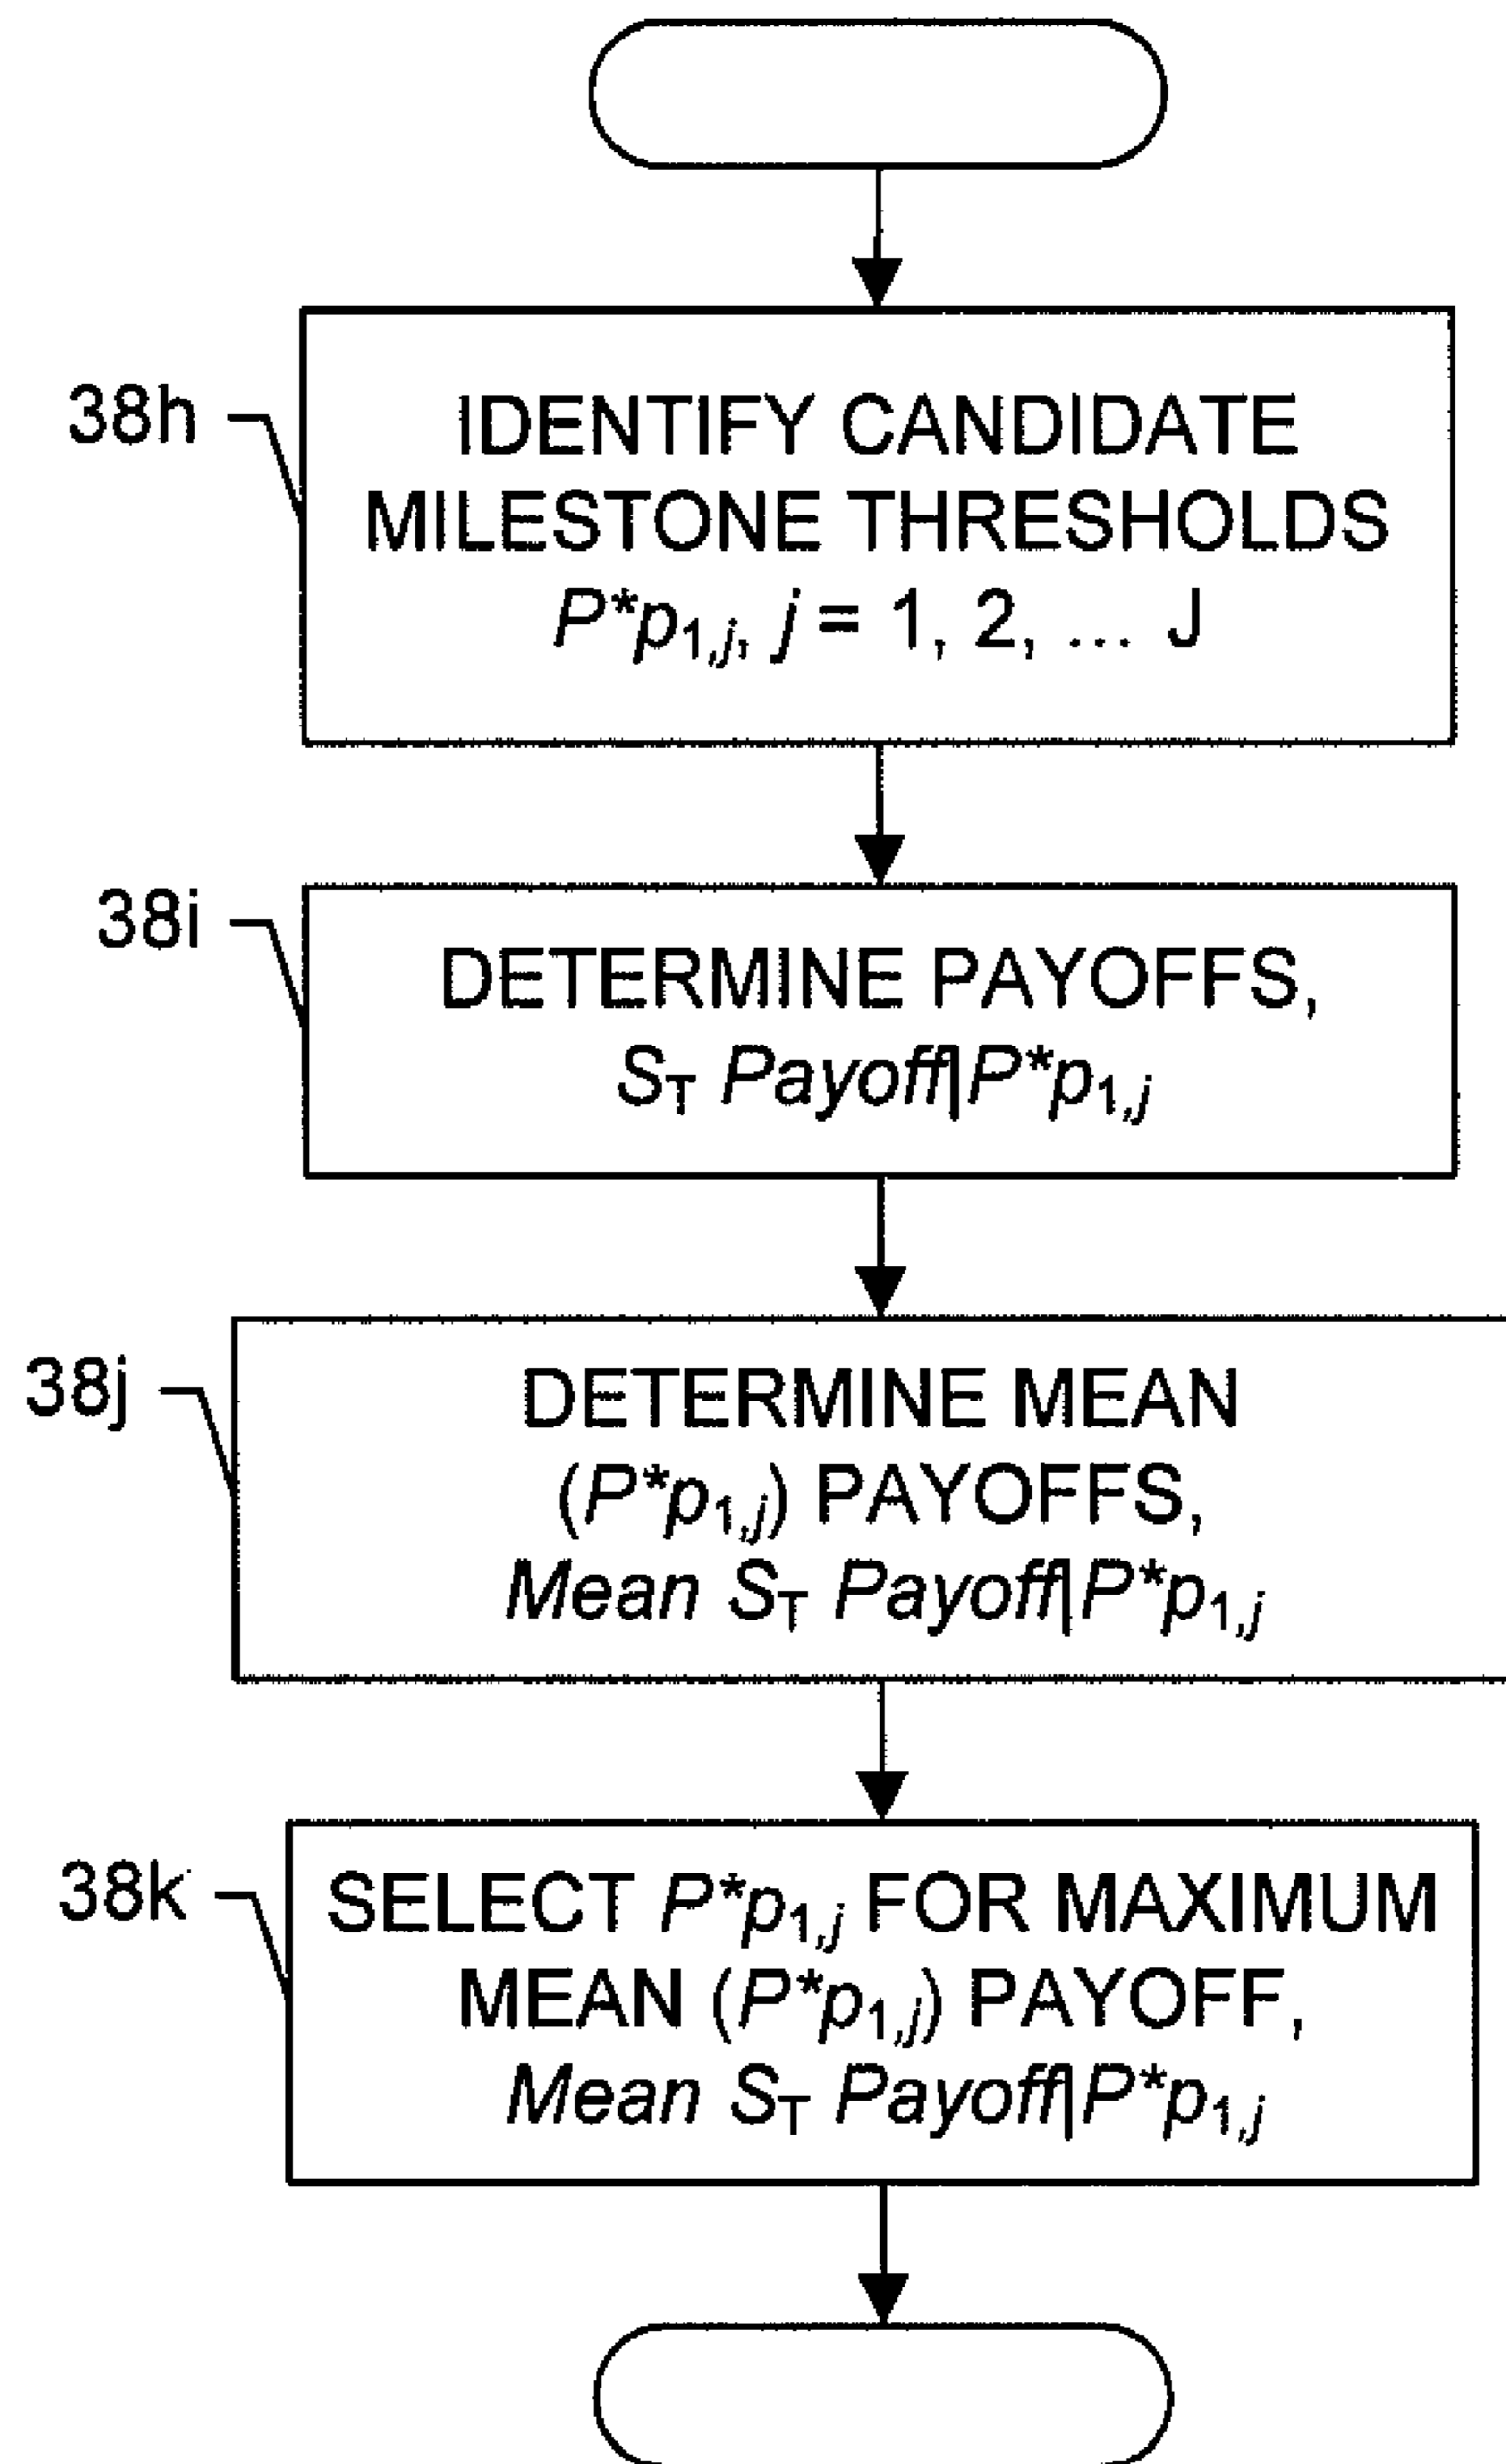 38h
IDENTIFY CANDIDATE
MILESTONE THRESHOLDS
P*p1,j, j = 1, 2, ... J
38i
DETERMINE PAYOFFS,
ST Payoff|P*p1,j
38j
DETERMINE MEAN
(P*p1,j) PAYOFFS,
Mean ST Payoff|P*p1,j
38k
SELECT P*p1,j FOR MAXIMUM
MEAN (P*p1,j) PAYOFF,
Mean ST Payoff|P*p1,j